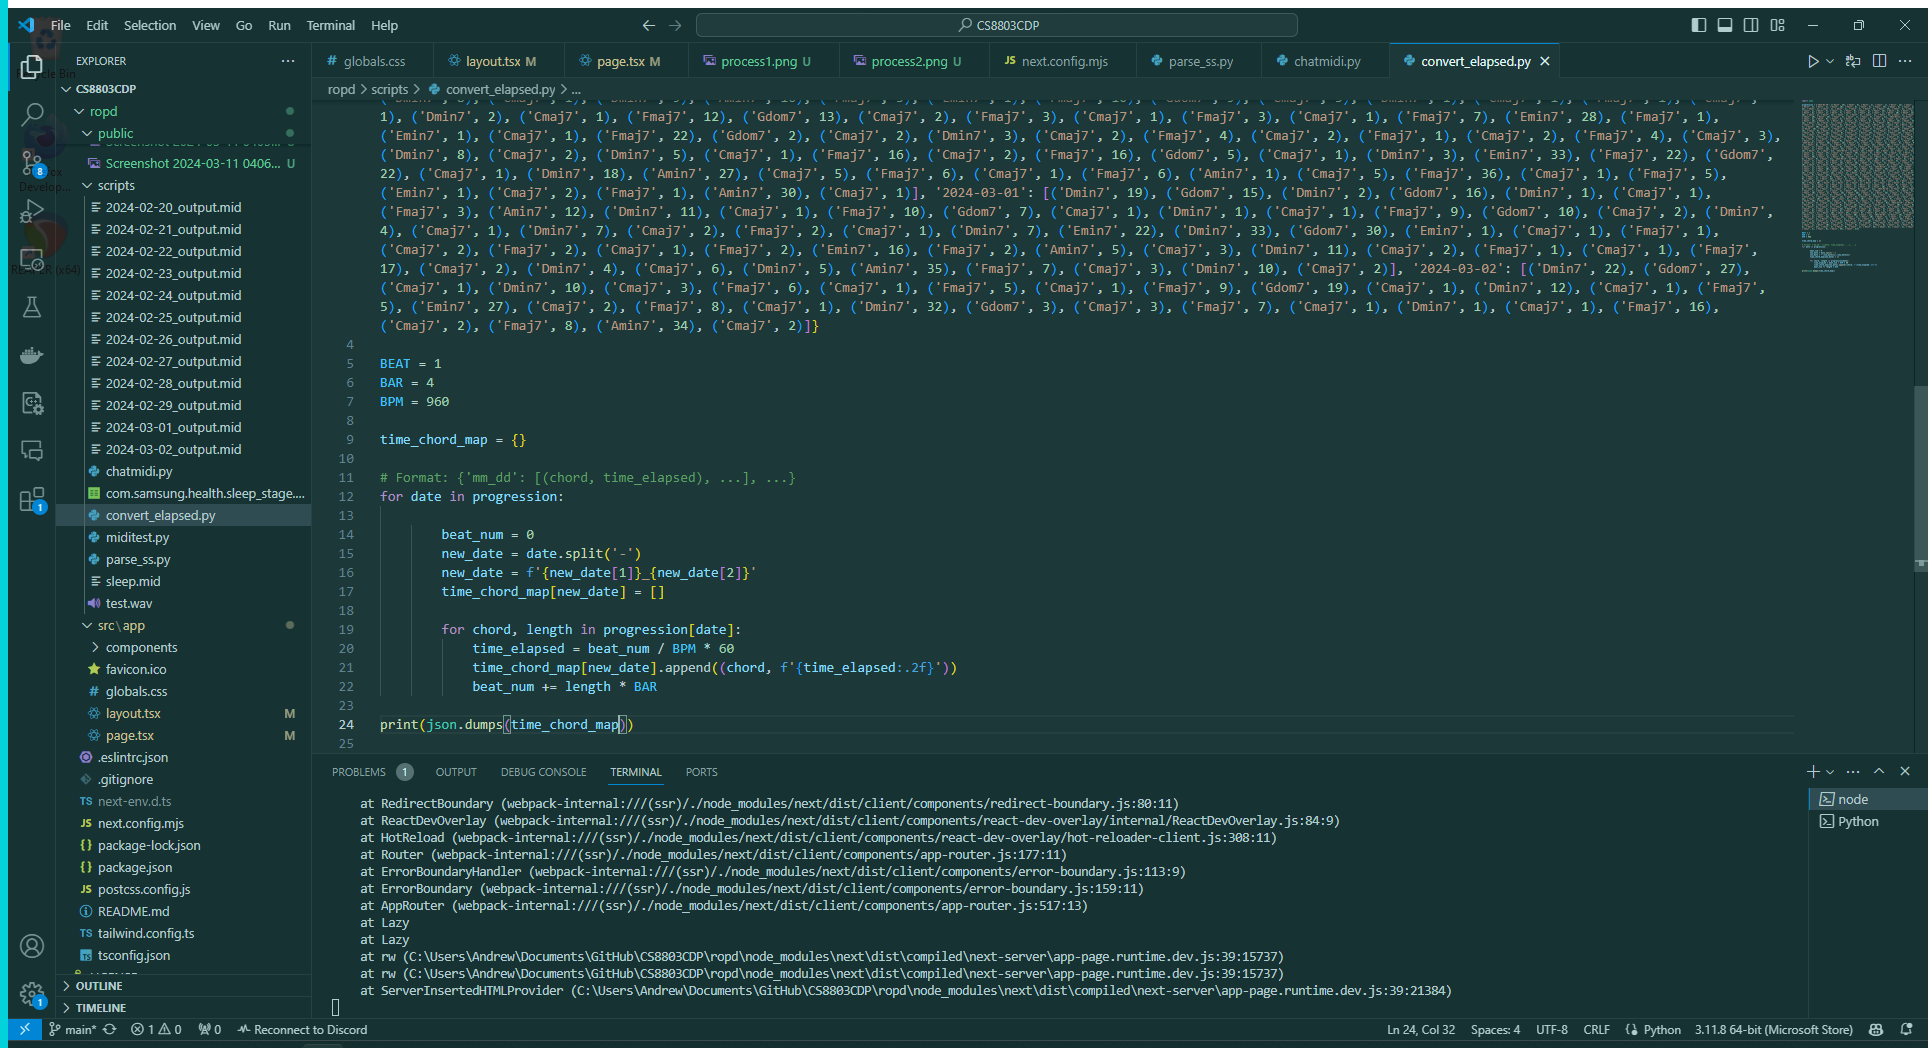 File Edit Selection View Go Run Terminal Help
CS8803CDP
EXPLORER
CS8803CDP
ropd
public
Screenshot 2024-03-11 0406... U
scripts
2024-02-20_output.mid
2024-02-21_output.mid
2024-02-22_output.mid
2024-02-23_output.mid
2024-02-24_output.mid
2024-02-25_output.mid
2024-02-26_output.mid
2024-02-27_output.mid
2024-02-28_output.mid
2024-02-29_output.mid
2024-03-01_output.mid
2024-03-02_output.mid
chatmidi.py
com.samsung.health.sleep_stage....
convert_elapsed.py
miditest.py
parse_ss.py
sleep.mid
test.wav
src\app
components
favicon.ico
globals.css
layout.tsx M
page.tsx M
.eslintrc.json
.gitignore
next-env.d.ts
next.config.mjs
package-lock.json
package.json
postcss.config.js
README.md
tailwind.config.ts
tsconfig.json
OUTLINE
TIMELINE
globals.css layout.tsx M page.tsx M process1.png U process2.png U next.config.mjs parse_ss.py chatmidi.py convert_elapsed.py
ropd > scripts > convert_elapsed.py > ...
1), ('Dmin7', 2), ('Cmaj7', 1), ('Fmaj7', 12), ('Gdom7', 13), ('Cmaj7', 2), ('Fmaj7', 3), ('Cmaj7', 1), ('Fmaj7', 3), ('Cmaj7', 1), ('Fmaj7', 7), ('Emin7', 28), ('Fmaj7', 1),
('Emin7', 1), ('Cmaj7', 1), ('Fmaj7', 22), ('Gdom7', 2), ('Cmaj7', 2), ('Dmin7', 3), ('Cmaj7', 2), ('Fmaj7', 4), ('Cmaj7', 2), ('Fmaj7', 1), ('Cmaj7', 2), ('Fmaj7', 4), ('Cmaj7', 3),
('Dmin7', 8), ('Cmaj7', 2), ('Dmin7', 5), ('Cmaj7', 1), ('Fmaj7', 16), ('Cmaj7', 2), ('Fmaj7', 16), ('Gdom7', 5), ('Cmaj7', 1), ('Dmin7', 3), ('Emin7', 33), ('Fmaj7', 22), ('Gdom7',
22), ('Cmaj7', 1), ('Dmin7', 18), ('Amin7', 27), ('Cmaj7', 5), ('Fmaj7', 6), ('Cmaj7', 1), ('Fmaj7', 6), ('Amin7', 1), ('Cmaj7', 5), ('Fmaj7', 36), ('Cmaj7', 1), ('Fmaj7', 5),
('Emin7', 1), ('Cmaj7', 2), ('Fmaj7', 1), ('Amin7', 30), ('Cmaj7', 1)], '2024-03-01': [('Dmin7', 19), ('Gdom7', 15), ('Dmin7', 2), ('Gdom7', 16), ('Dmin7', 1), ('Cmaj7', 1),
('Fmaj7', 3), ('Amin7', 12), ('Dmin7', 11), ('Cmaj7', 1), ('Fmaj7', 10), ('Gdom7', 7), ('Cmaj7', 1), ('Dmin7', 1), ('Cmaj7', 1), ('Fmaj7', 9), ('Gdom7', 10), ('Cmaj7', 2), ('Dmin7',
4), ('Cmaj7', 1), ('Dmin7', 7), ('Cmaj7', 2), ('Fmaj7', 2), ('Cmaj7', 1), ('Dmin7', 7), ('Emin7', 22), ('Dmin7', 33), ('Gdom7', 30), ('Emin7', 1), ('Cmaj7', 1), ('Fmaj7', 1),
('Cmaj7', 2), ('Fmaj7', 2), ('Cmaj7', 1), ('Fmaj7', 2), ('Emin7', 16), ('Fmaj7', 2), ('Amin7', 5), ('Cmaj7', 3), ('Dmin7', 11), ('Cmaj7', 2), ('Fmaj7', 1), ('Cmaj7', 1), ('Fmaj7',
17), ('Cmaj7', 2), ('Dmin7', 4), ('Cmaj7', 6), ('Dmin7', 5), ('Amin7', 35), ('Fmaj7', 7), ('Cmaj7', 3), ('Dmin7', 10), ('Cmaj7', 2)], '2024-03-02': [('Dmin7', 22), ('Gdom7', 27),
('Cmaj7', 1), ('Dmin7', 10), ('Cmaj7', 3), ('Fmaj7', 6), ('Cmaj7', 1), ('Fmaj7', 5), ('Cmaj7', 1), ('Fmaj7', 9), ('Gdom7', 19), ('Cmaj7', 1), ('Dmin7', 12), ('Cmaj7', 1), ('Fmaj7',
5), ('Emin7', 27), ('Cmaj7', 2), ('Fmaj7', 8), ('Cmaj7', 1), ('Dmin7', 32), ('Gdom7', 3), ('Cmaj7', 3), ('Fmaj7', 7), ('Cmaj7', 1), ('Dmin7', 1), ('Cmaj7', 1), ('Fmaj7', 16),
('Cmaj7', 2), ('Fmaj7', 8), ('Amin7', 34), ('Cmaj7', 2)]}
4
5 BEAT = 1
6 BAR = 4
7 BPM = 960
8
9 time_chord_map = {}
10
11 # Format: {'mm_dd': [(chord, time_elapsed), ...], ...}
12 for date in progression:
13
14 beat_num = 0
15 new_date = date.split('-')
16 new_date = f'{new_date[1]}_{new_date[2]}'
17 time_chord_map[new_date] = []
18
19 for chord, length in progression[date]:
20 time_elapsed = beat_num / BPM * 60
21 time_chord_map[new_date].append((chord, f'{time_elapsed:.2f}'))
22 beat_num += length * BAR
23
24 print(json.dumps(time_chord_map))
25
PROBLEMS 1 OUTPUT DEBUG CONSOLE TERMINAL PORTS
at RedirectBoundary (webpack-internal:///(ssr)/./node_modules/next/dist/client/components/redirect-boundary.js:80:11)
at ReactDevOverlay (webpack-internal:///(ssr)/./node_modules/next/dist/client/components/react-dev-overlay/internal/ReactDevOverlay.js:84:9)
at HotReload (webpack-internal:///(ssr)/./node_modules/next/dist/client/components/react-dev-overlay/hot-reloader-client.js:308:11)
at Router (webpack-internal:///(ssr)/./node_modules/next/dist/client/components/app-router.js:177:11)
at ErrorBoundaryHandler (webpack-internal:///(ssr)/./node_modules/next/dist/client/components/error-boundary.js:113:9)
at ErrorBoundary (webpack-internal:///(ssr)/./node_modules/next/dist/client/components/error-boundary.js:159:11)
at AppRouter (webpack-internal:///(ssr)/./node_modules/next/dist/client/components/app-router.js:517:13)
at Lazy
at Lazy
at rw (C:\Users\Andrew\Documents\GitHub\CS8803CDP\ropd\node_modules\next\dist\compiled\next-server\app-page.runtime.dev.js:39:15737)
at rw (C:\Users\Andrew\Documents\GitHub\CS8803CDP\ropd\node_modules\next\dist\compiled\next-server\app-page.runtime.dev.js:39:15737)
at ServerInsertedHTMLProvider (C:\Users\Andrew\Documents\GitHub\CS8803CDP\ropd\node_modules\next\dist\compiled\next-server\app-page.runtime.dev.js:39:21384)
node
Python
main* 1 0 0 Reconnect to Discord
Ln 24, Col 32 Spaces: 4 UTF-8 CRLF Python 3.11.8 64-bit (Microsoft Store)